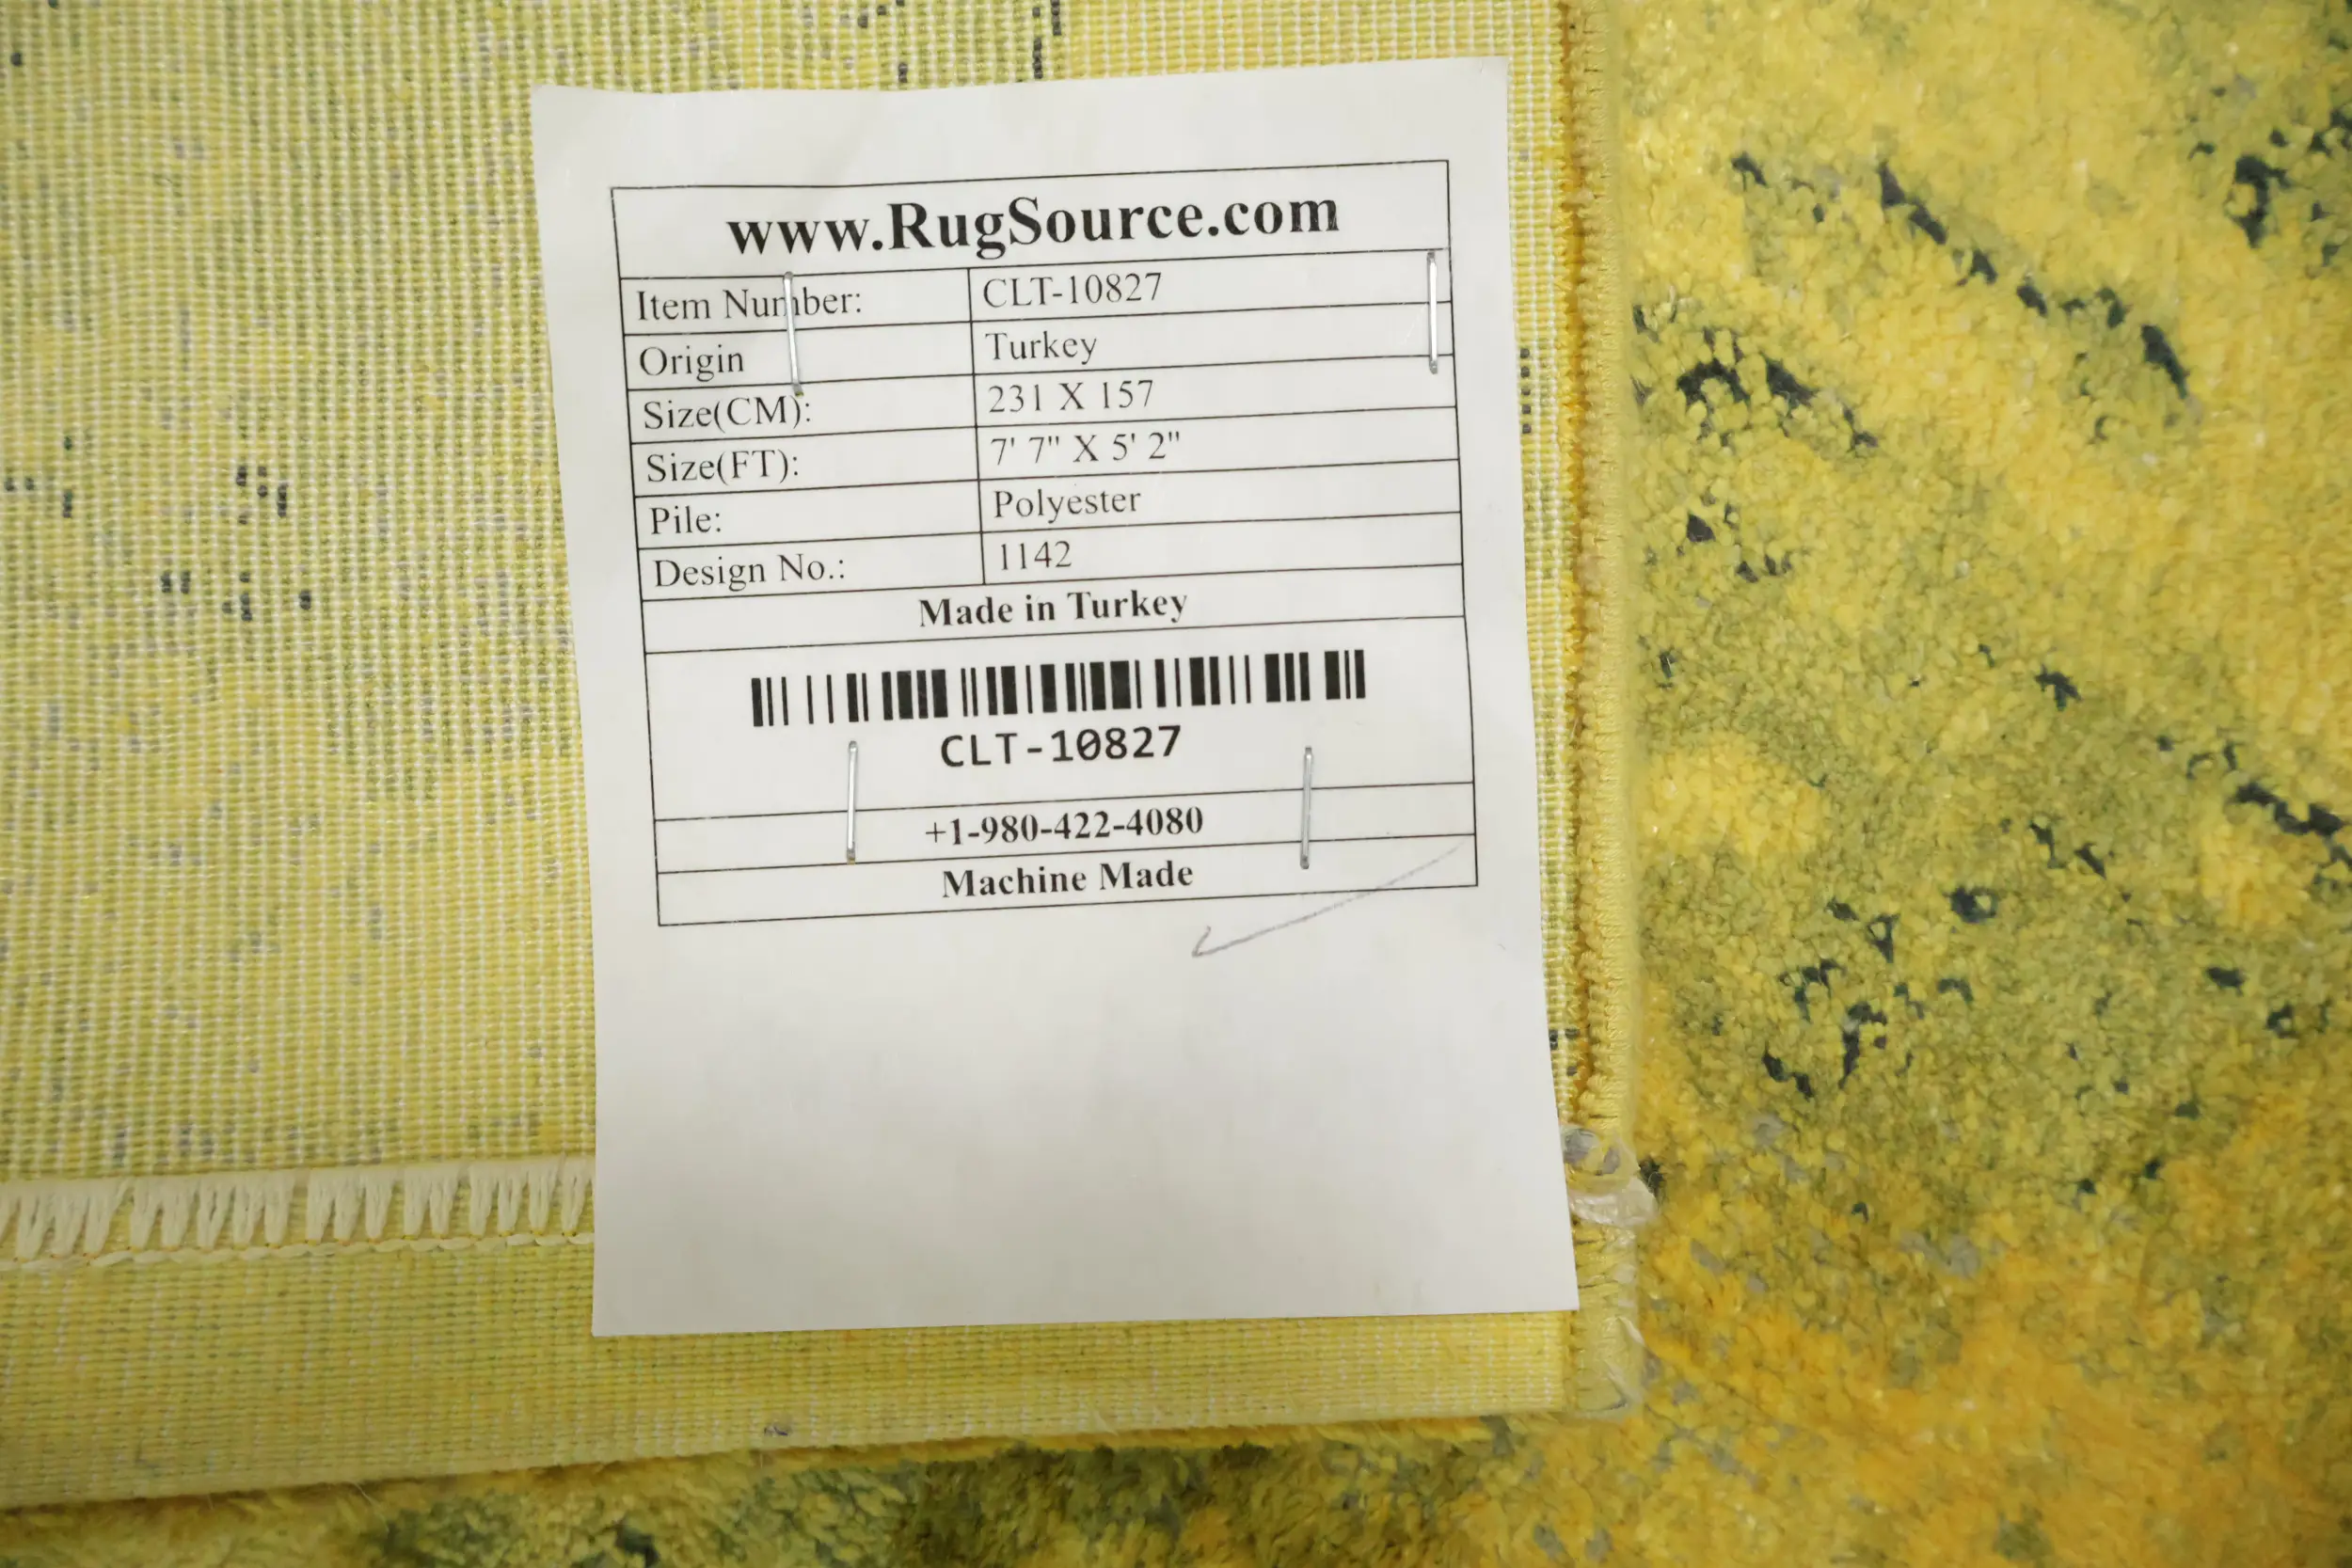 www.RugSource.com
Item Number: CLT-10827
Origin Turkey
Size(CM): 231 X 157
Size(FT): 7' 7" X 5' 2"
Pile: Polyester
Design No.: 1142
Made in Turkey
CLT-10827
+1-980-422-4080
Machine Made